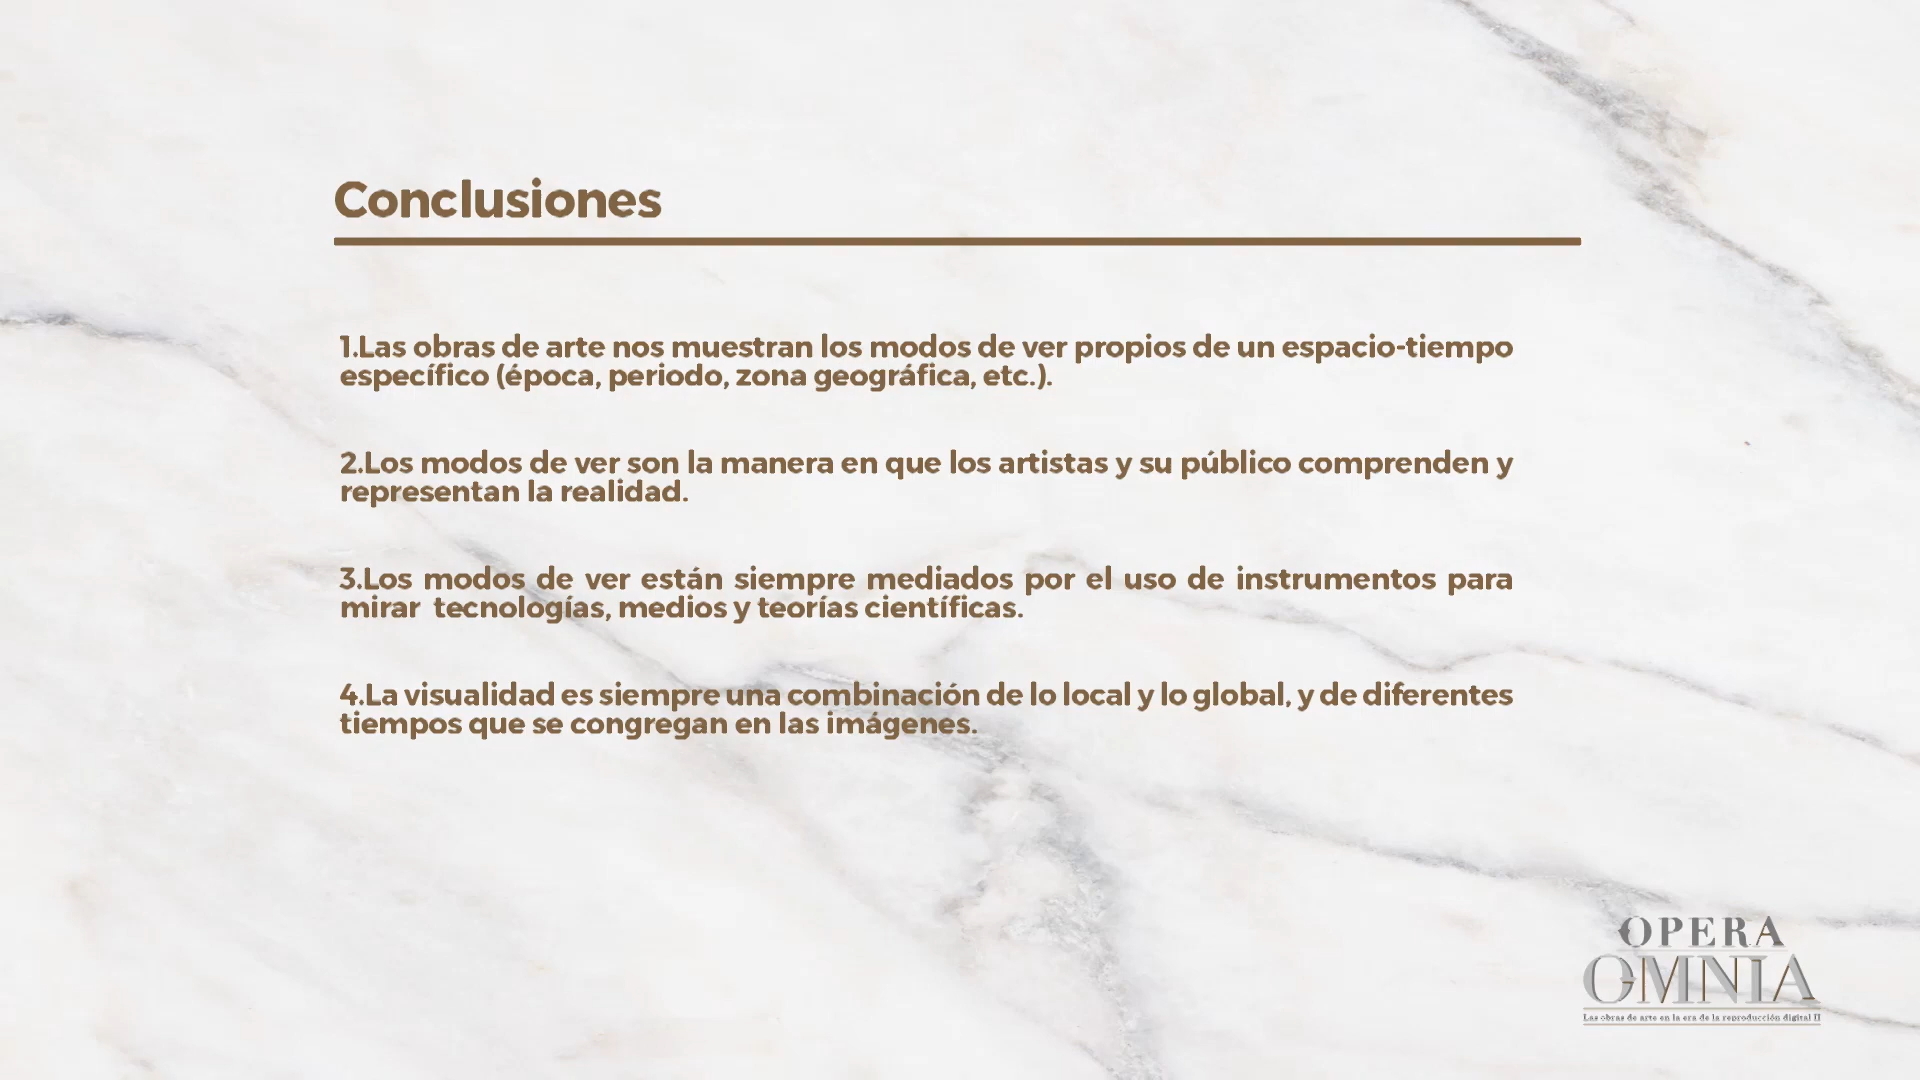 Conclusiones
1.Las obras de arte nos muestran los modos de ver propios de un espacio-tiempo
específico (época, periodo, zona geográfica, etc.).
2.Los modos de ver son la manera en que los artistas y su público comprenden y
representan la realidad.
3.Los modos de ver están siempre mediados por el uso de instrumentos para
mirar tecnologías, medios y teorías científicas.
4.La visualidad es siempre una combinación de lo local y lo global, y de diferentes
tiempos que se congregan en las imágenes.
OPERA
OMNIA
Las obras de arte en la era de la reproducción digital II